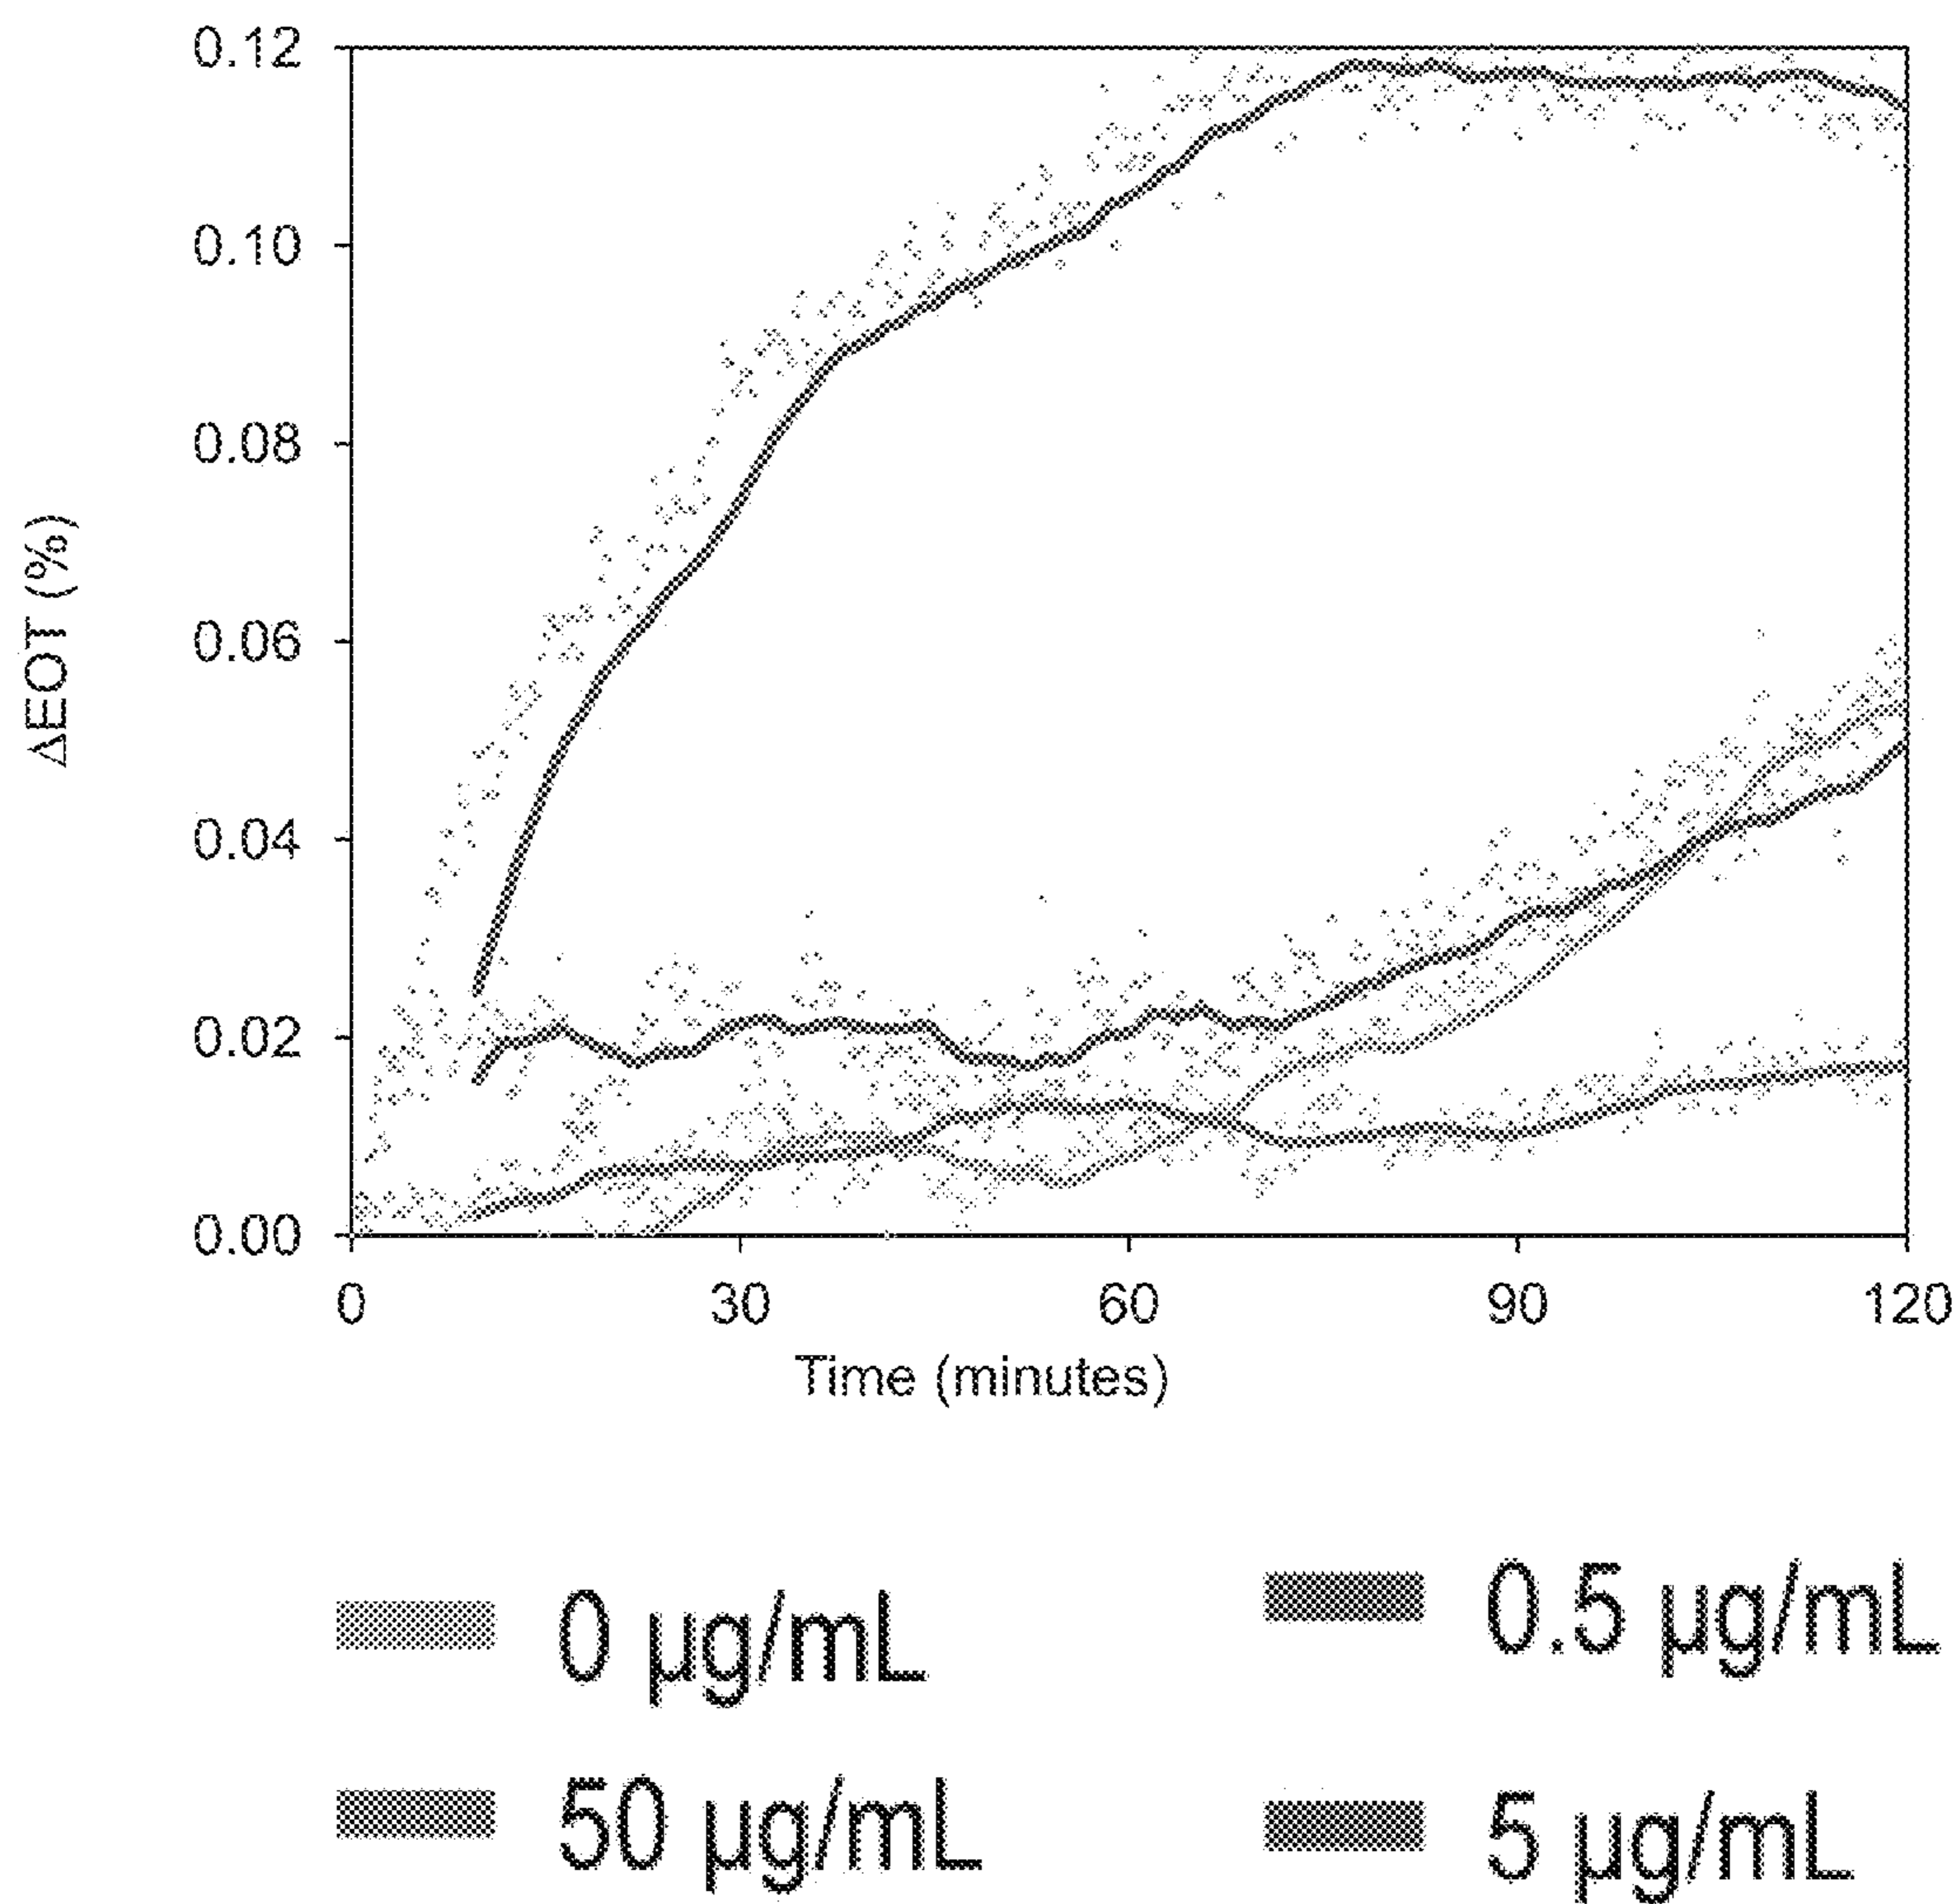 0.12
0.10
0.08
0.06
0.04
0.02
0.00
ΔEOT (%)
0 30 60 90 120
Time (minutes)
0 µg/mL 0.5 µg/mL
50 µg/mL 5 µg/mL